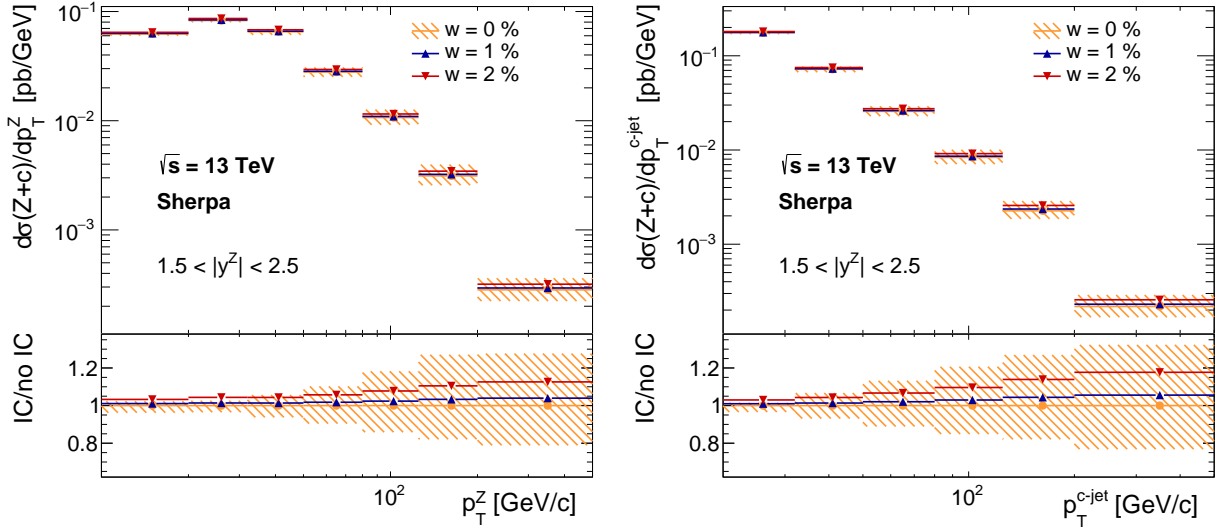 dσ(Z+c)/dp_T^Z [pb/GeV]
10^−1
10^−2
10^−3
w = 0 %
w = 1 %
w = 2 %
√s = 13 TeV
Sherpa
1.5 < |y^Z| < 2.5
IC/no IC
1.2
1
0.8
10^2
p_T^Z [GeV/c]
dσ(Z+c)/dp_T^c-jet [pb/GeV]
10^−1
10^−2
10^−3
w = 0 %
w = 1 %
w = 2 %
√s = 13 TeV
Sherpa
1.5 < |y^Z| < 2.5
IC/no IC
1.2
1
0.8
10^2
p_T^c-jet [GeV/c]